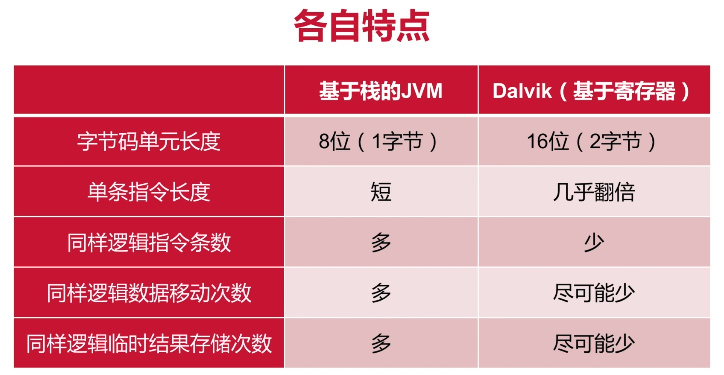 各自特点
基于栈的JVM Dalvik（基于寄存器）
字节码单元长度 8位（1字节） 16位（2字节）
单条指令长度 短 几乎翻倍
同样逻辑指令条数 多 少
同样逻辑数据移动次数 多 尽可能少
同样逻辑临时结果存储次数 多 尽可能少